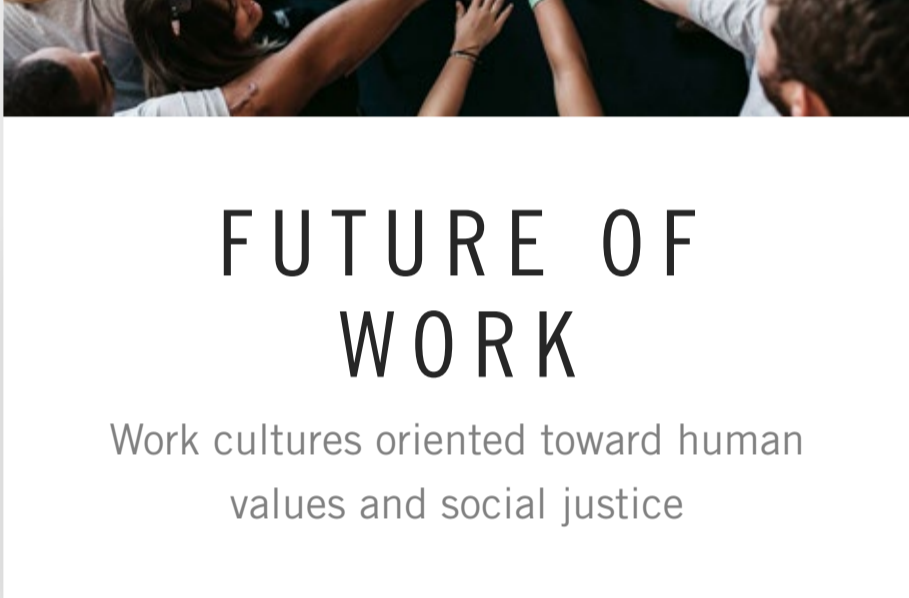 FUTURE OF
WORK
Work cultures oriented toward human
values and social justice